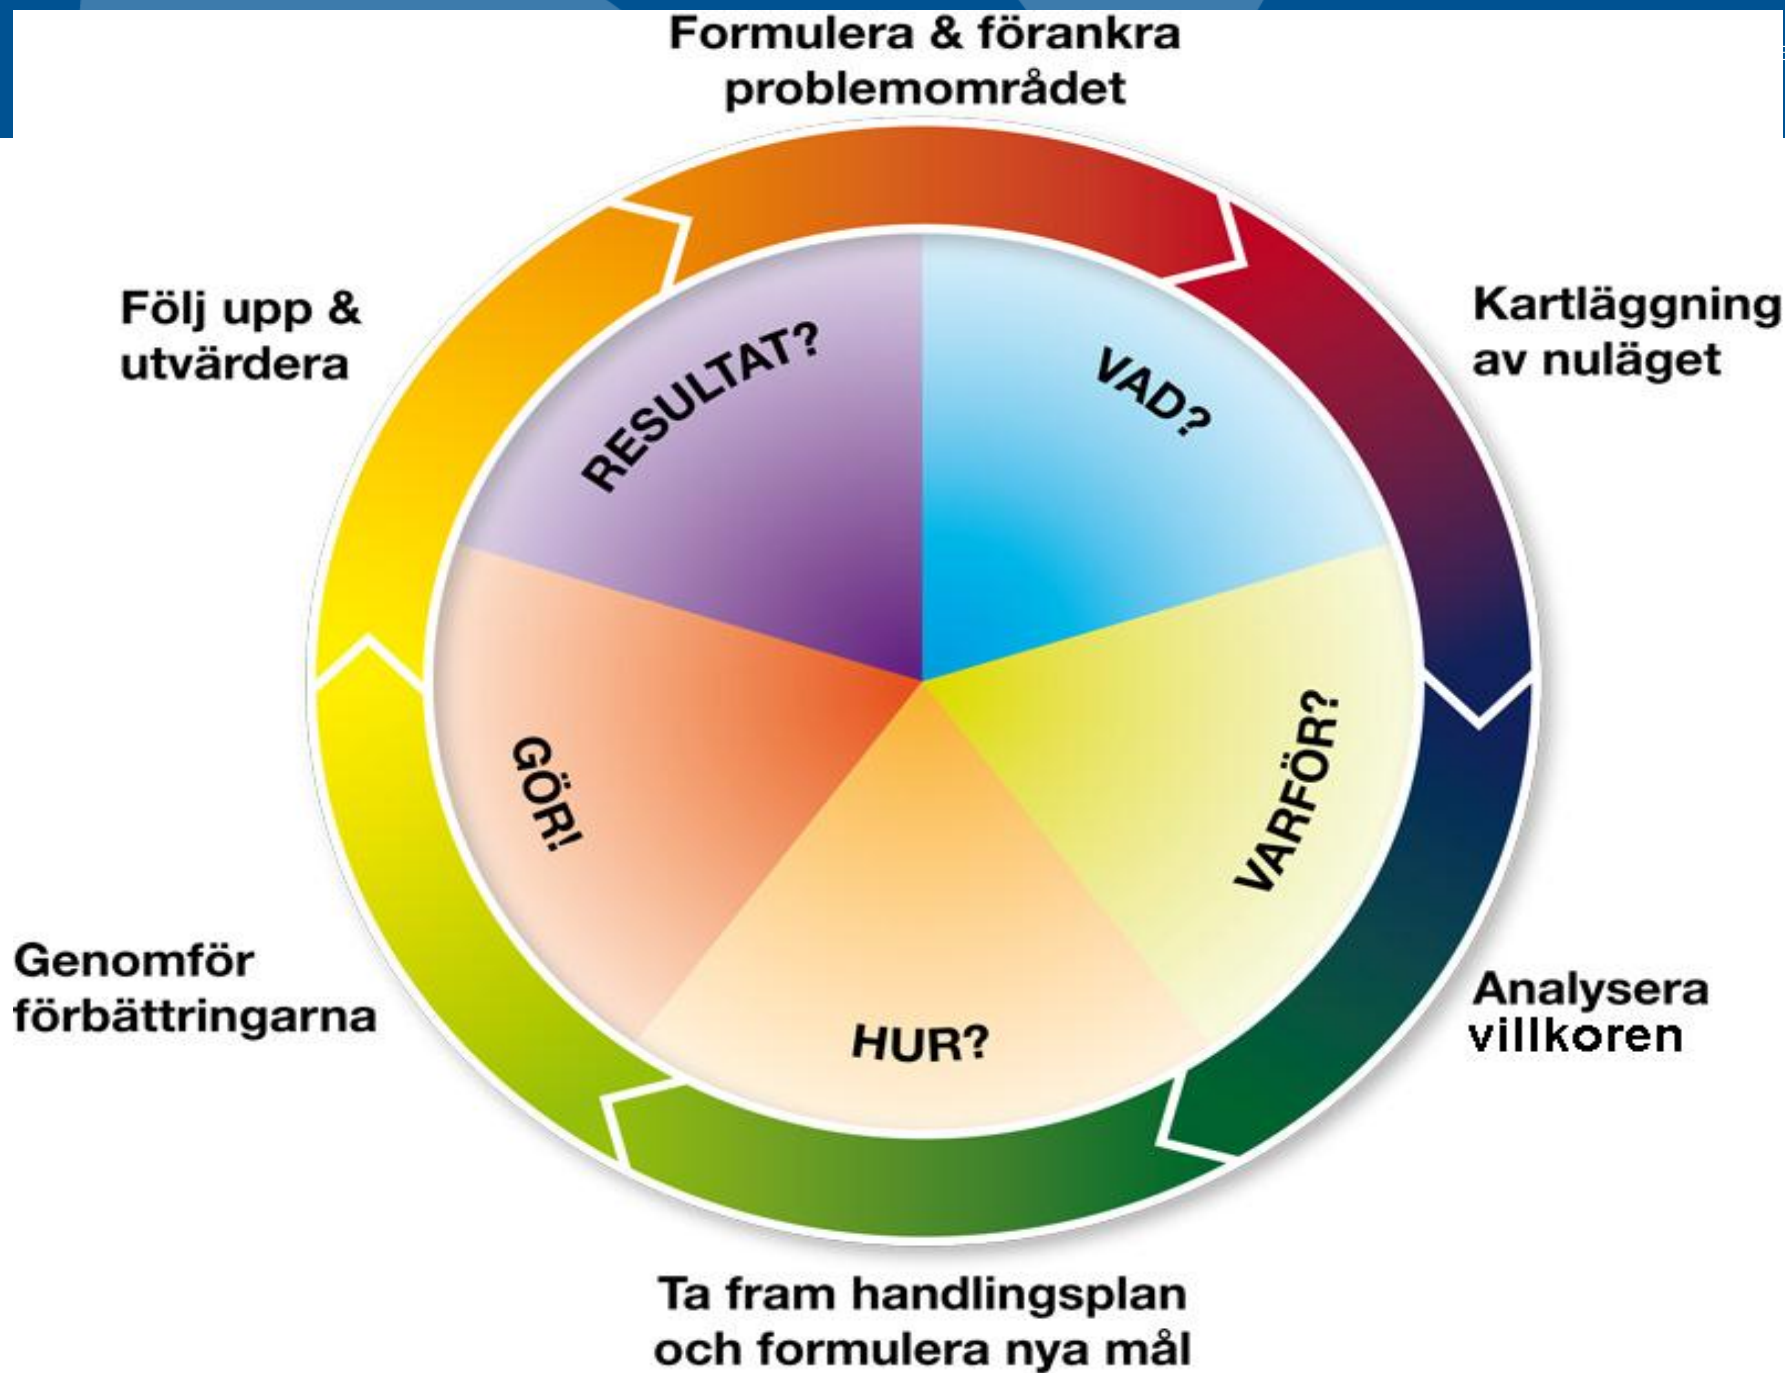 Formulera & förankra
problemområdet
Kartläggning
av nuläget
Analysera
villkoren
Ta fram handlingsplan
och formulera nya mål
Genomför
förbättringarna
Följ upp &
utvärdera
VAD?
VARFÖR?
HUR?
GÖR!
RESULTAT?